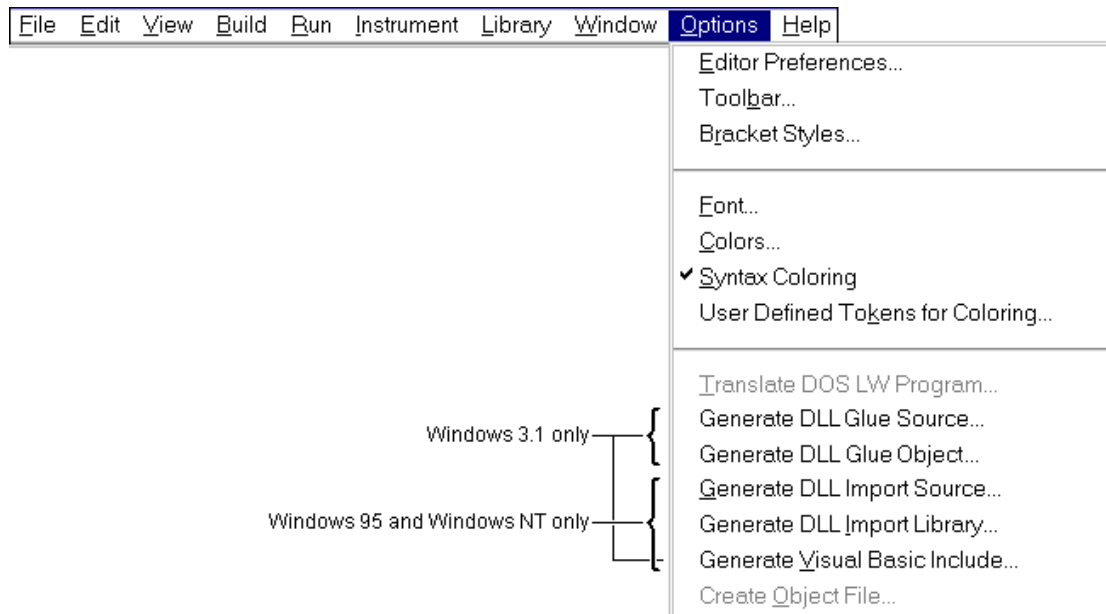 File Edit View Build Run Instrument Library Window Options Help
Editor Preferences...
Toolbar...
Bracket Styles...
Font...
Colors...
Syntax Coloring
User Defined Tokens for Coloring...
Translate DOS LW Program...
Generate DLL Glue Source...
Windows 3.1 only
Generate DLL Glue Object...
Generate DLL Import Source...
Windows 95 and Windows NT only
Generate DLL Import Library...
Generate Visual Basic Include...
Create Object File...